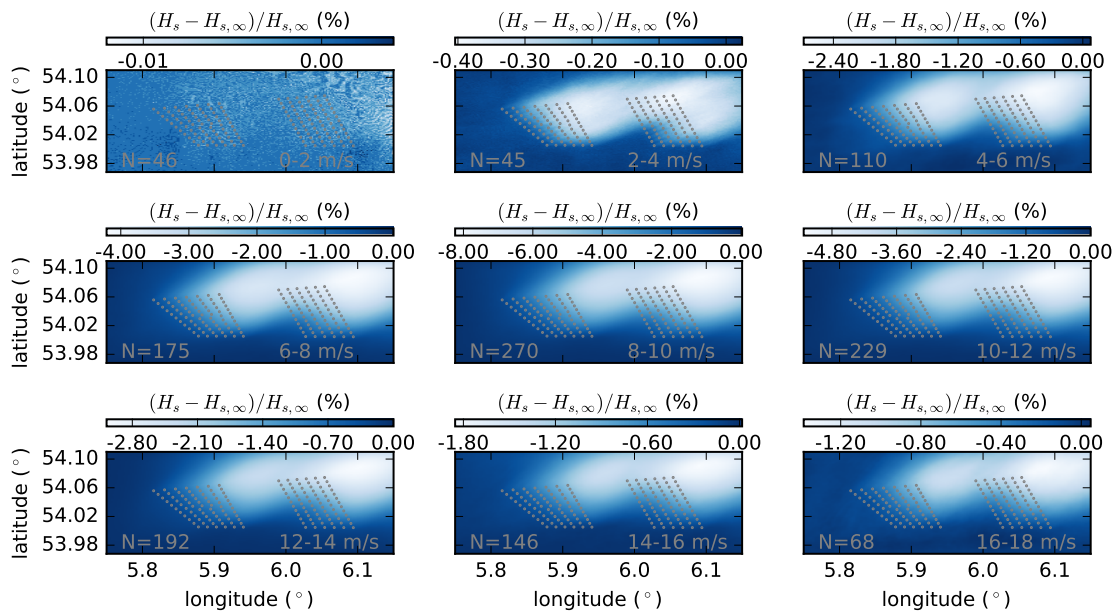 (H_s − H_{s,∞})/H_{s,∞} (%) (H_s − H_{s,∞})/H_{s,∞} (%) (H_s − H_{s,∞})/H_{s,∞} (%)
-0.01 0.00 -0.40 -0.30 -0.20 -0.10 0.00 -2.40 -1.80 -1.20 -0.60 0.00
latitude (°)
54.10
54.06
54.02
53.98
N=46 0-2 m/s N=45 2-4 m/s N=110 4-6 m/s
(H_s − H_{s,∞})/H_{s,∞} (%) (H_s − H_{s,∞})/H_{s,∞} (%) (H_s − H_{s,∞})/H_{s,∞} (%)
-4.00 -3.00 -2.00 -1.00 0.00 -8.00 -6.00 -4.00 -2.00 0.00 -4.80 -3.60 -2.40 -1.20 0.00
latitude (°)
54.10
54.06
54.02
53.98
N=175 6-8 m/s N=270 8-10 m/s N=229 10-12 m/s
(H_s − H_{s,∞})/H_{s,∞} (%) (H_s − H_{s,∞})/H_{s,∞} (%) (H_s − H_{s,∞})/H_{s,∞} (%)
-2.80 -2.10 -1.40 -0.70 0.00 -1.80 -1.20 -0.60 0.00 -1.20 -0.80 -0.40 0.00
latitude (°)
54.10
54.06
54.02
53.98
N=192 12-14 m/s N=146 14-16 m/s N=68 16-18 m/s
5.8 5.9 6.0 6.1 5.8 5.9 6.0 6.1 5.8 5.9 6.0 6.1
longitude (°) longitude (°) longitude (°)